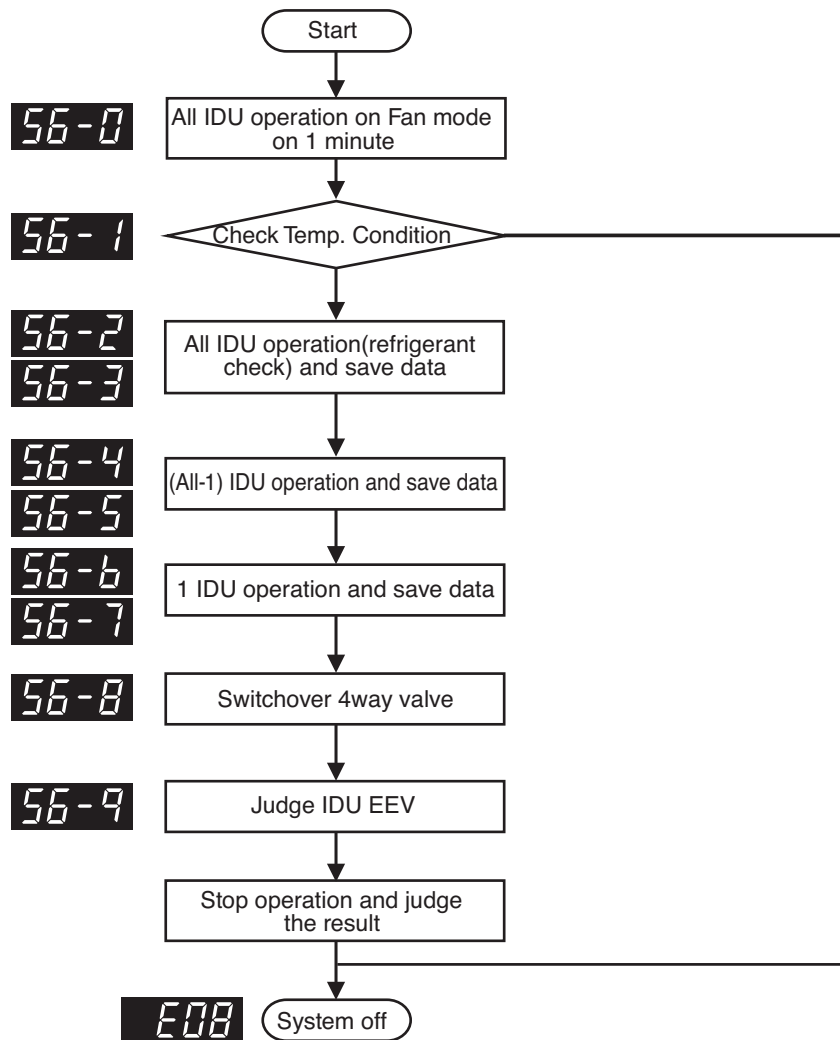 Start
56-0
All IDU operation on Fan mode
on 1 minute
56-1
Check Temp. Condition
56-2
56-3
All IDU operation(refrigerant
check) and save data
56-4
56-5
(All-1) IDU operation and save data
56-b
56-7
1 IDU operation and save data
56-8
Switchover 4way valve
56-9
Judge IDU EEV
Stop operation and judge
the result
E08
System off